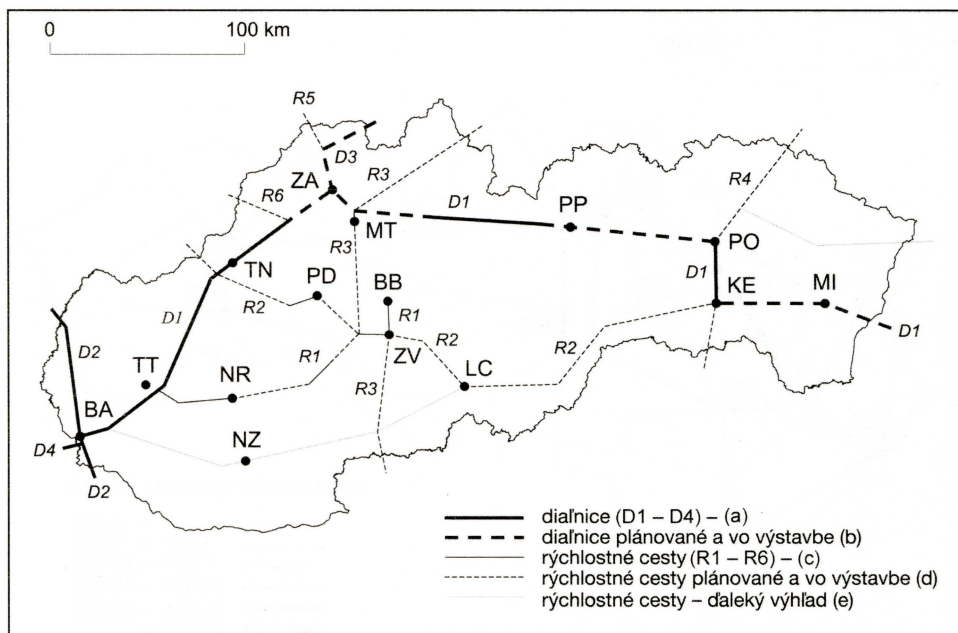 0 100 km
R5
D3
ZA
R3
R6
R4
D1
PP
MT
PO
R3
TN
PD
D1
KE
MI
R2
BB
D1
R1
D1
D2
ZV
R2
R1
R2
TT
NR
LC
R3
BA
NZ
D4
D2
diaľnice (D1 – D4) – (a)
diaľnice plánované a vo výstavbe (b)
rýchlostné cesty (R1 – R6) – (c)
rýchlostné cesty plánované a vo výstavbe (d)
rýchlostné cesty – ďaleký výhľad (e)